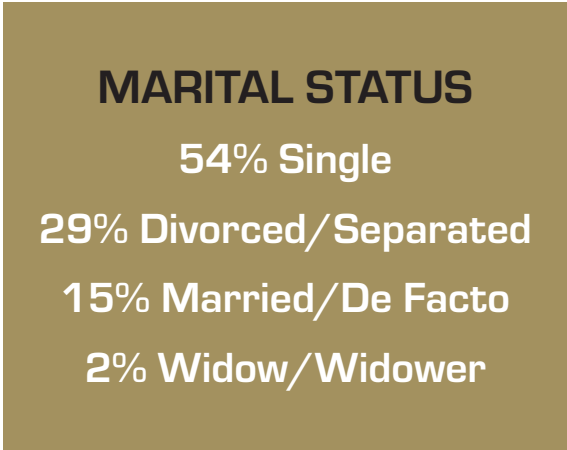 MARITAL STATUS
54% Single
29% Divorced/Separated
15% Married/De Facto
2% Widow/Widower